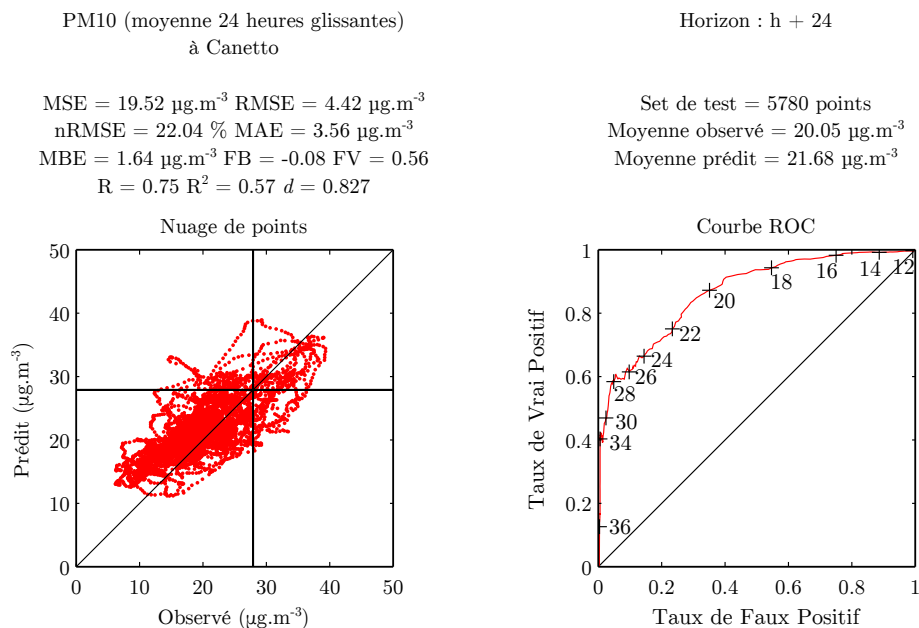 PM10 (moyenne 24 heures glissantes)
à Canetto
Horizon : h + 24
MSE = 19.52 µg.m⁻³ RMSE = 4.42 µg.m⁻³
nRMSE = 22.04 % MAE = 3.56 µg.m⁻³
MBE = 1.64 µg.m⁻³ FB = -0.08 FV = 0.56
R = 0.75 R² = 0.57 d = 0.827
Set de test = 5780 points
Moyenne observé = 20.05 µg.m⁻³
Moyenne prédit = 21.68 µg.m⁻³
Nuage de points
50
40
30
20
10
0
0 10 20 30 40 50
Prédit (µg.m⁻³)
Observé (µg.m⁻³)
Courbe ROC
1
0.8
0.6
0.4
0.2
0
0 0.2 0.4 0.6 0.8 1
Taux de Vrai Positif
Taux de Faux Positif
12
14
16
18
20
22
24
26
28
30
34
36